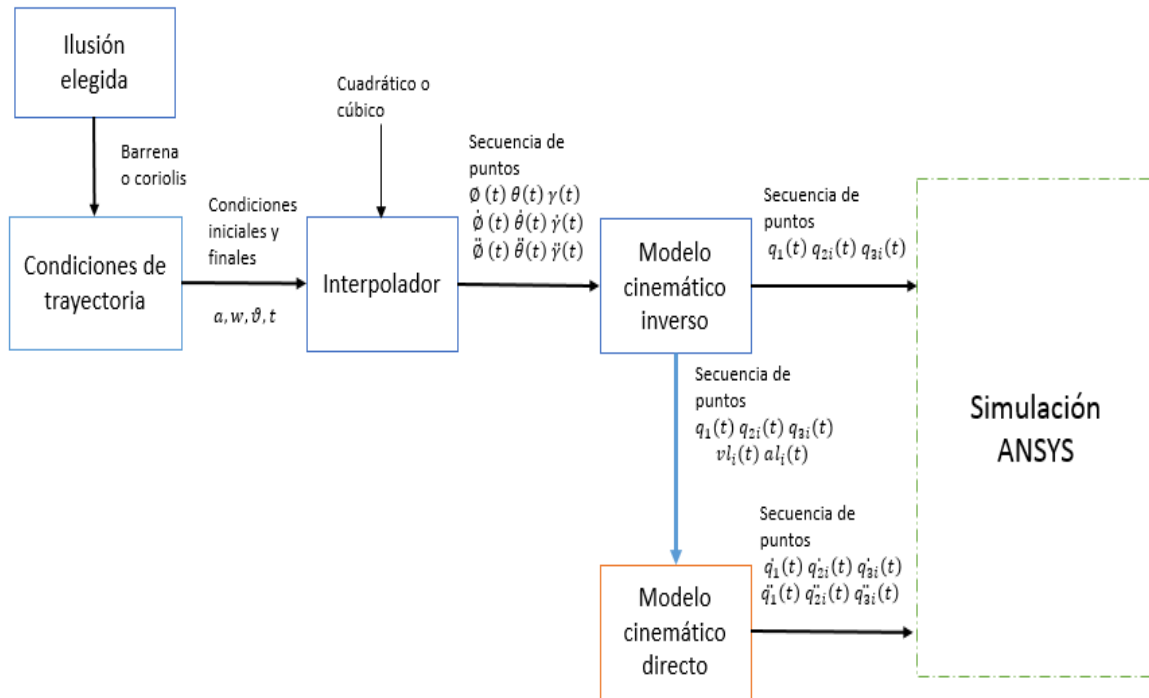 Ilusión
elegida
Barrena
o coriolis
Condiciones de
trayectoria
Condiciones
iniciales y
finales
a, w, ϑ, t
Cuadrático o
cúbico
Interpolador
Secuencia de
puntos
∅ (t) θ(t) γ(t)
∅̇ (t) θ̇(t) γ̇(t)
∅̈ (t) θ̈(t) γ̈(t)
Modelo
cinemático
inverso
Secuencia de
puntos
q₁(t) q₂ᵢ(t) q₃ᵢ(t)
Secuencia de
puntos
q₁(t) q₂ᵢ(t) q₃ᵢ(t)
vlᵢ(t) alᵢ(t)
Modelo
cinemático
directo
Secuencia de
puntos
q̇₁(t) q̇₂ᵢ(t) q̇₃ᵢ(t)
q̈₁(t) q̈₂ᵢ(t) q̈₃ᵢ(t)
Simulación
ANSYS